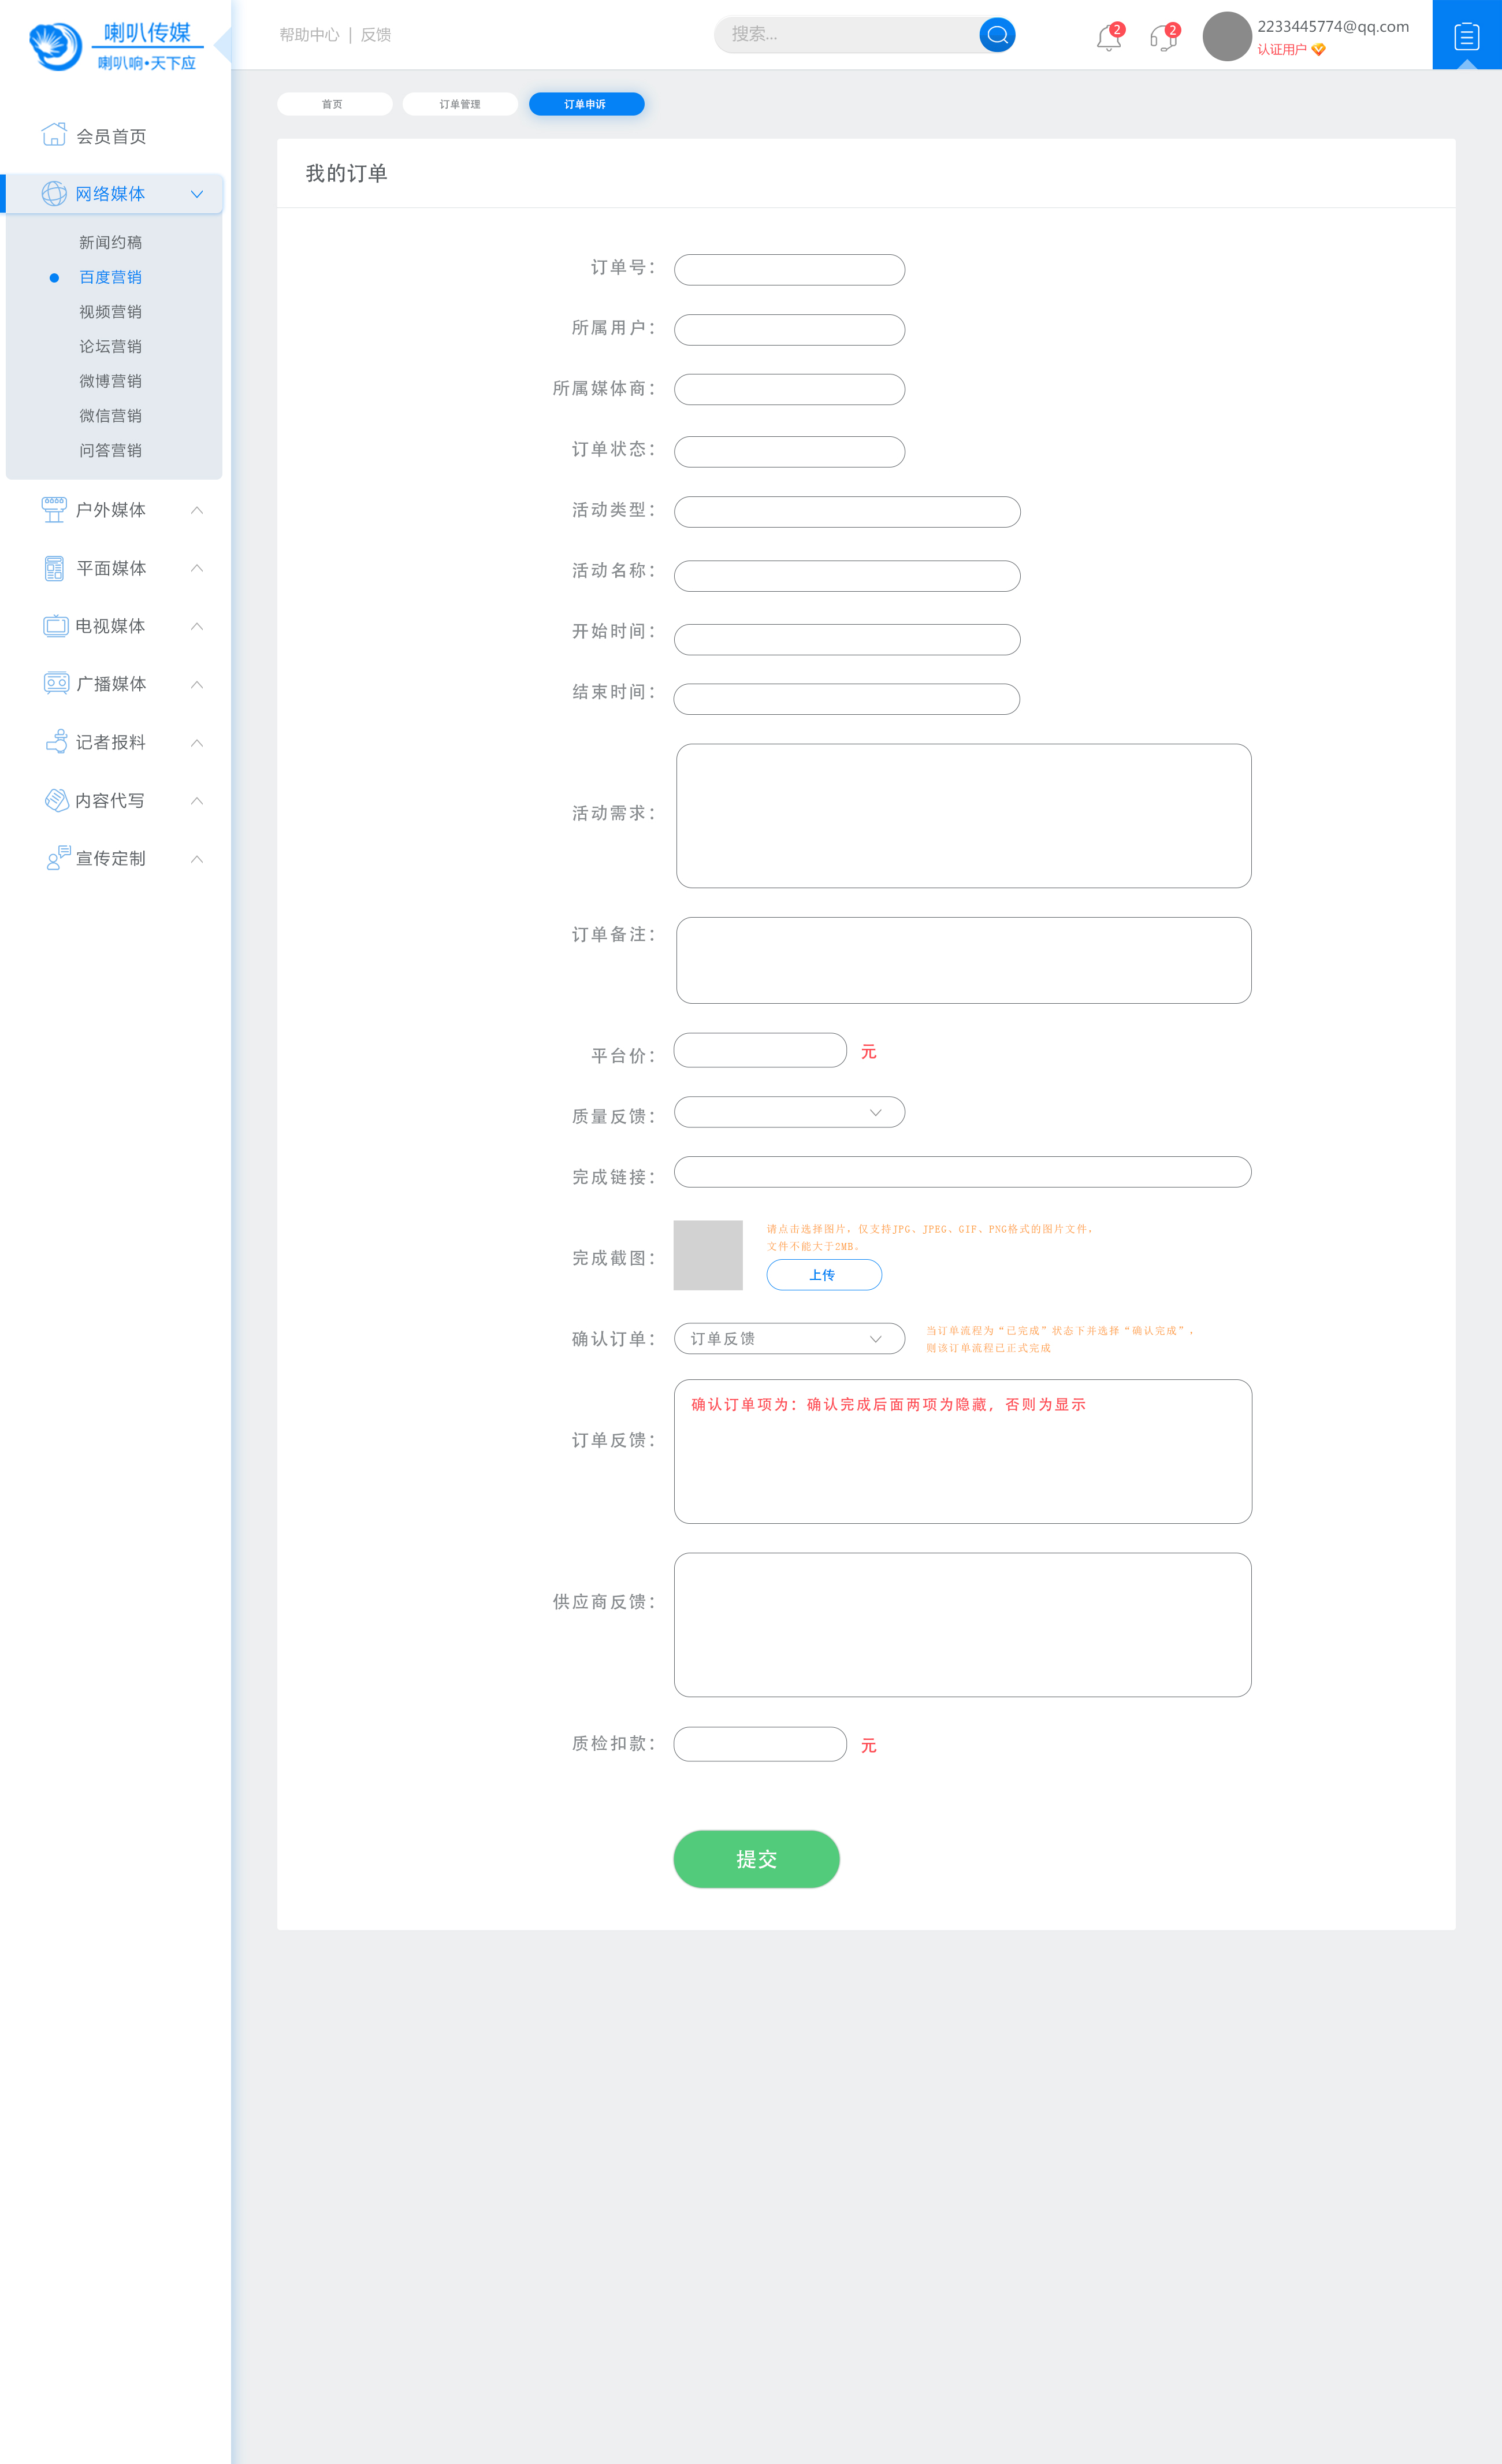 喇叭传媒
喇叭响•天下应
帮助中心 | 反馈
搜索...
2
2
2233445774@qq.com
认证用户
首页
订单管理
订单申诉
会员首页
网络媒体
新闻约稿
百度营销
视频营销
论坛营销
微博营销
微信营销
问答营销
户外媒体
平面媒体
电视媒体
广播媒体
记者报料
内容代写
宣传定制
我的订单
订单号：
所属用户：
所属媒体商：
订单状态：
活动类型：
活动名称：
开始时间：
结束时间：
活动需求：
订单备注：
平台价：
元
质量反馈：
完成链接：
完成截图：
请点击选择图片，仅支持JPG、JPEG、GIF、PNG格式的图片文件，
文件不能大于2MB。
上传
确认订单：
订单反馈
当订单流程为“已完成”状态下并选择“确认完成”，
则该订单流程已正式完成
订单反馈：
确认订单项为：确认完成后面两项为隐藏，否则为显示
供应商反馈：
质检扣款：
元
提交